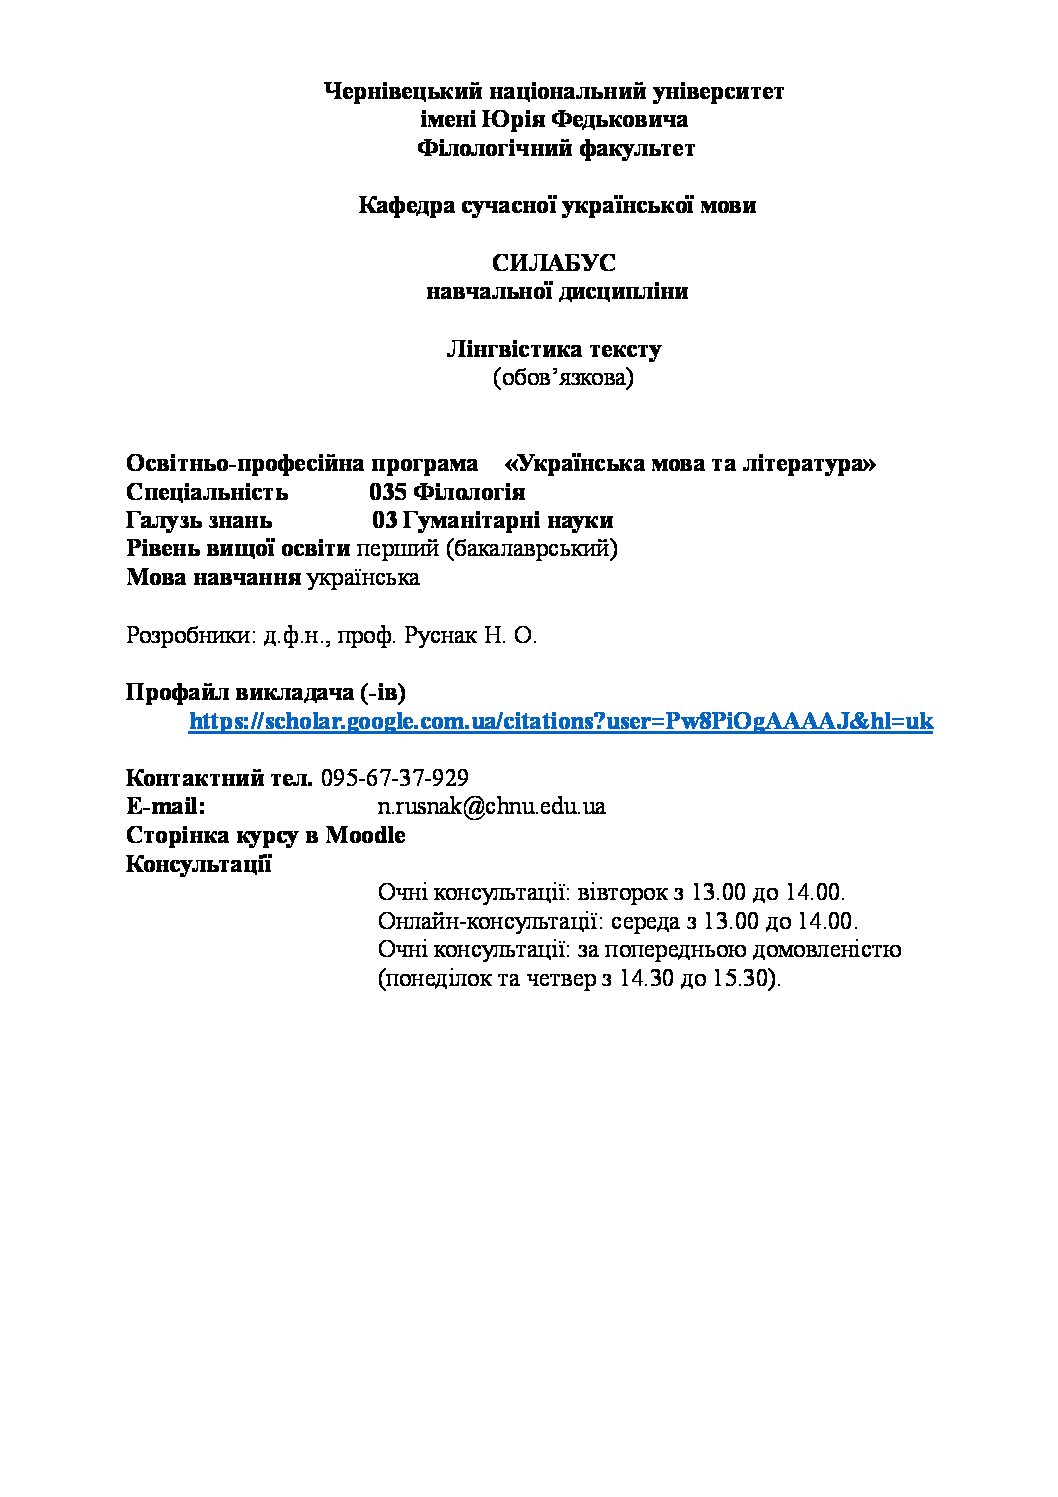 Чернівецький національний університет
імені Юрія Федьковича
Філологічний факультет
Кафедра сучасної української мови
СИЛАБУС
навчальної дисципліни
Лінгвістика тексту
(обов’язкова)
Освітньо-професійна програма «Українська мова та література»
Спеціальність 035 Філологія
Галузь знань 03 Гуманітарні науки
Рівень вищої освіти перший (бакалаврський)
Мова навчання українська
Розробники: д.ф.н., проф. Руснак Н. О.
Профайл викладача (-ів)
https://scholar.google.com.ua/citations?user=Pw8PiOgAAAAJ&hl=uk
Контактний тел. 095-67-37-929
E-mail: n.rusnak@chnu.edu.ua
Сторінка курсу в Moodle
Консультації
Очні консультації: вівторок з 13.00 до 14.00.
Онлайн-консультації: середа з 13.00 до 14.00.
Очні консультації: за попередньою домовленістю
(понеділок та четвер з 14.30 до 15.30).